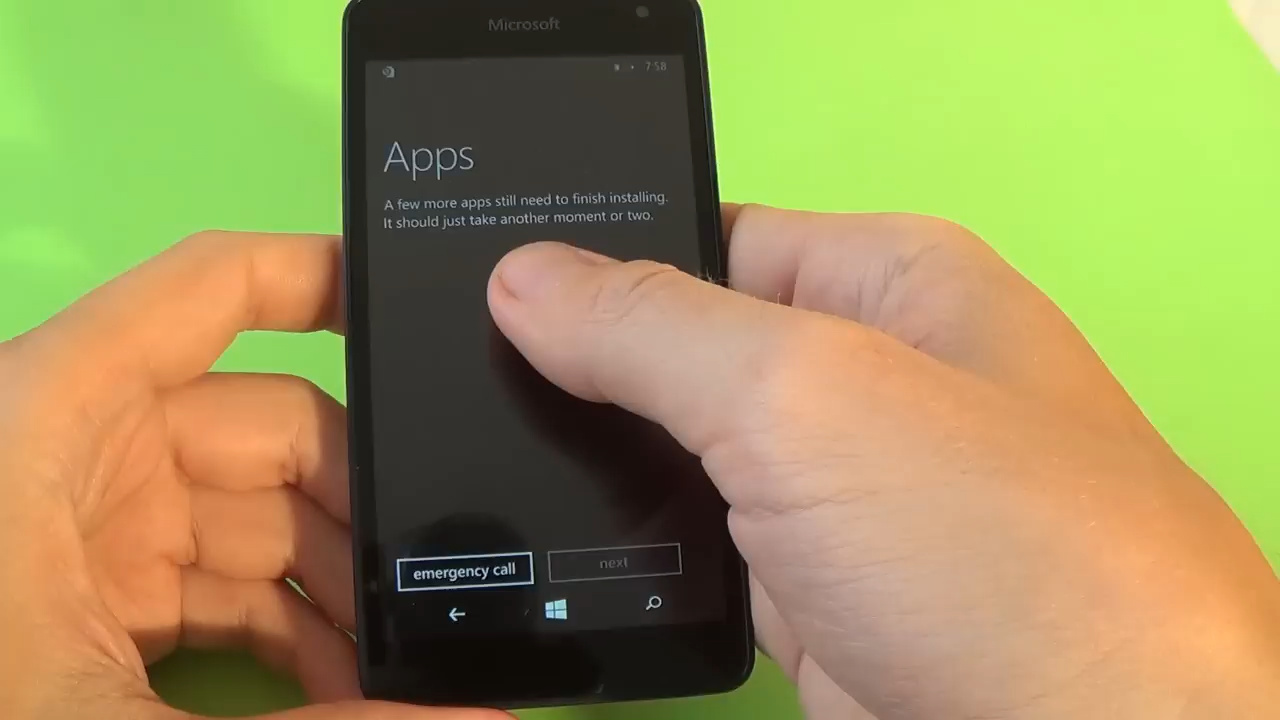 Microsoft
7:58
Apps
A few more apps still need to finish installing.
It should just take another moment or two.
emergency call
next